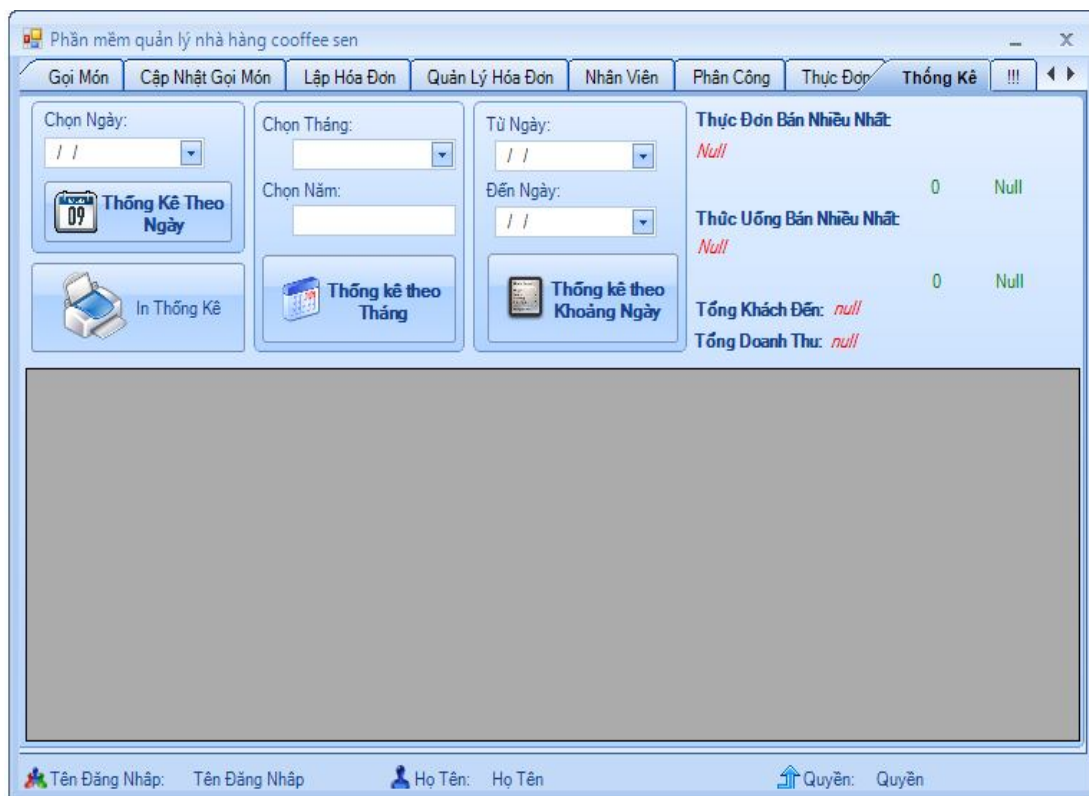 Phần mềm quản lý nhà hàng cooffee sen
Gọi Món Cập Nhật Gọi Món Lập Hóa Đơn Quản Lý Hóa Đơn Nhân Viên Phân Công Thực Đơn Thống Kê !!!
Chọn Ngày:
/ /
09 Thống Kê Theo
Ngày
In Thống Kê
Chọn Tháng:
Chọn Năm:
Thống kê theo
Tháng
Từ Ngày:
/ /
Đến Ngày:
/ /
Thống kê theo
Khoảng Ngày
Thực Đơn Bán Nhiều Nhất:
Null
0 Null
Thức Uống Bán Nhiều Nhất:
Null
0 Null
Tổng Khách Đến: null
Tổng Doanh Thu: null
Tên Đăng Nhập: Tên Đăng Nhập Họ Tên: Họ Tên Quyền: Quyền